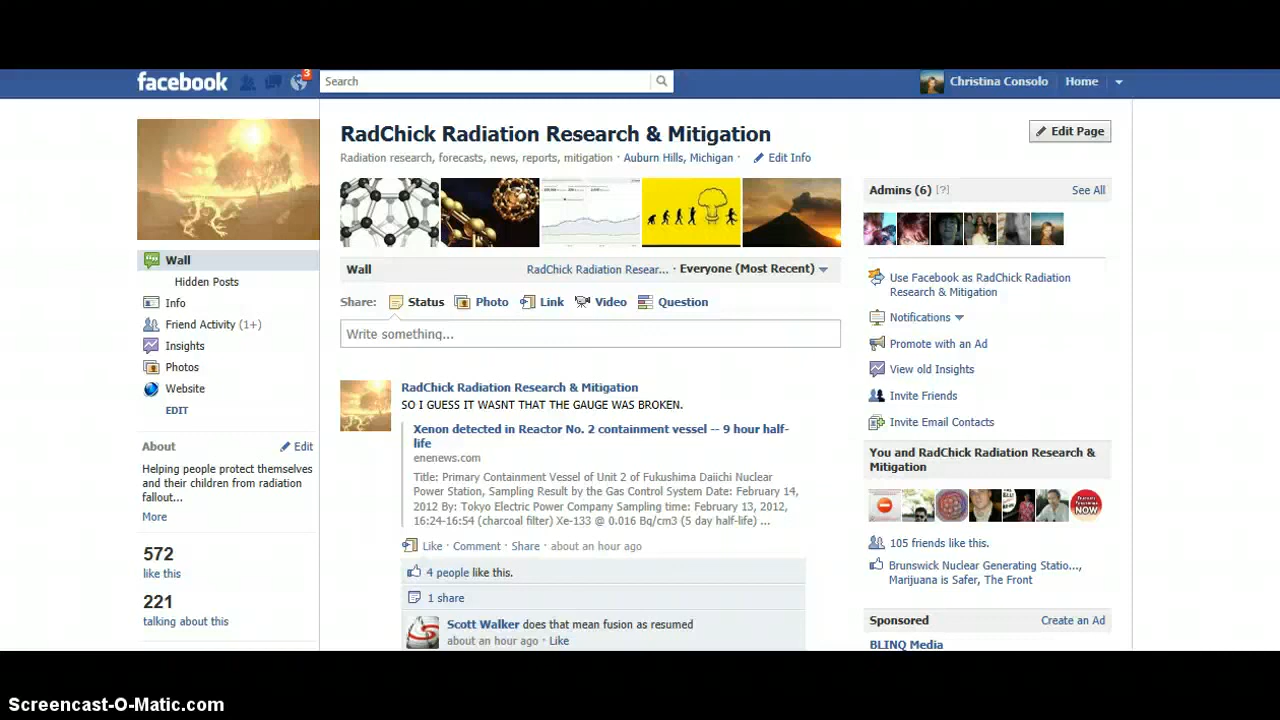 facebook
3
Search
Christina Consolo
Home
RadChick Radiation Research & Mitigation
Edit Page
Radiation research, forecasts, news, reports, mitigation · Auburn Hills, Michigan ·
Edit Info
Wall
RadChick Radiation Resear... · Everyone (Most Recent)
Share:
Status
Photo
Link
Video
Question
Write something...
RadChick Radiation Research & Mitigation
SO I GUESS IT WASNT THAT THE GAUGE WAS BROKEN.
Xenon detected in Reactor No. 2 containment vessel -- 9 hour half-
life
enenews.com
Title: Primary Containment Vessel of Unit 2 of Fukushima Daiichi Nuclear
Power Station, Sampling Result by the Gas Control System Date: February 14,
2012 By: Tokyo Electric Power Company Sampling time: February 13, 2012,
16:24-16:54 (charcoal filter) Xe-133 @ 0.016 Bq/cm3 (5 day half-life) ...
Like · Comment · Share · about an hour ago
4 people like this.
1 share
Scott Walker does that mean fusion as resumed
about an hour ago · Like
Wall
Hidden Posts
Info
Friend Activity (1+)
Insights
Photos
Website
EDIT
About
Edit
Helping people protect themselves
and their children from radiation
fallout...
More
572
like this
221
talking about this
Admins (6) [?]
See All
Use Facebook as RadChick Radiation
Research & Mitigation
Notifications
Promote with an Ad
View old Insights
Invite Friends
Invite Email Contacts
You and RadChick Radiation Research &
Mitigation
NOW
105 friends like this.
Brunswick Nuclear Generating Statio...,
Marijuana is Safer, The Front
Sponsored
Create an Ad
BLINQ Media
Screencast-O-Matic.com